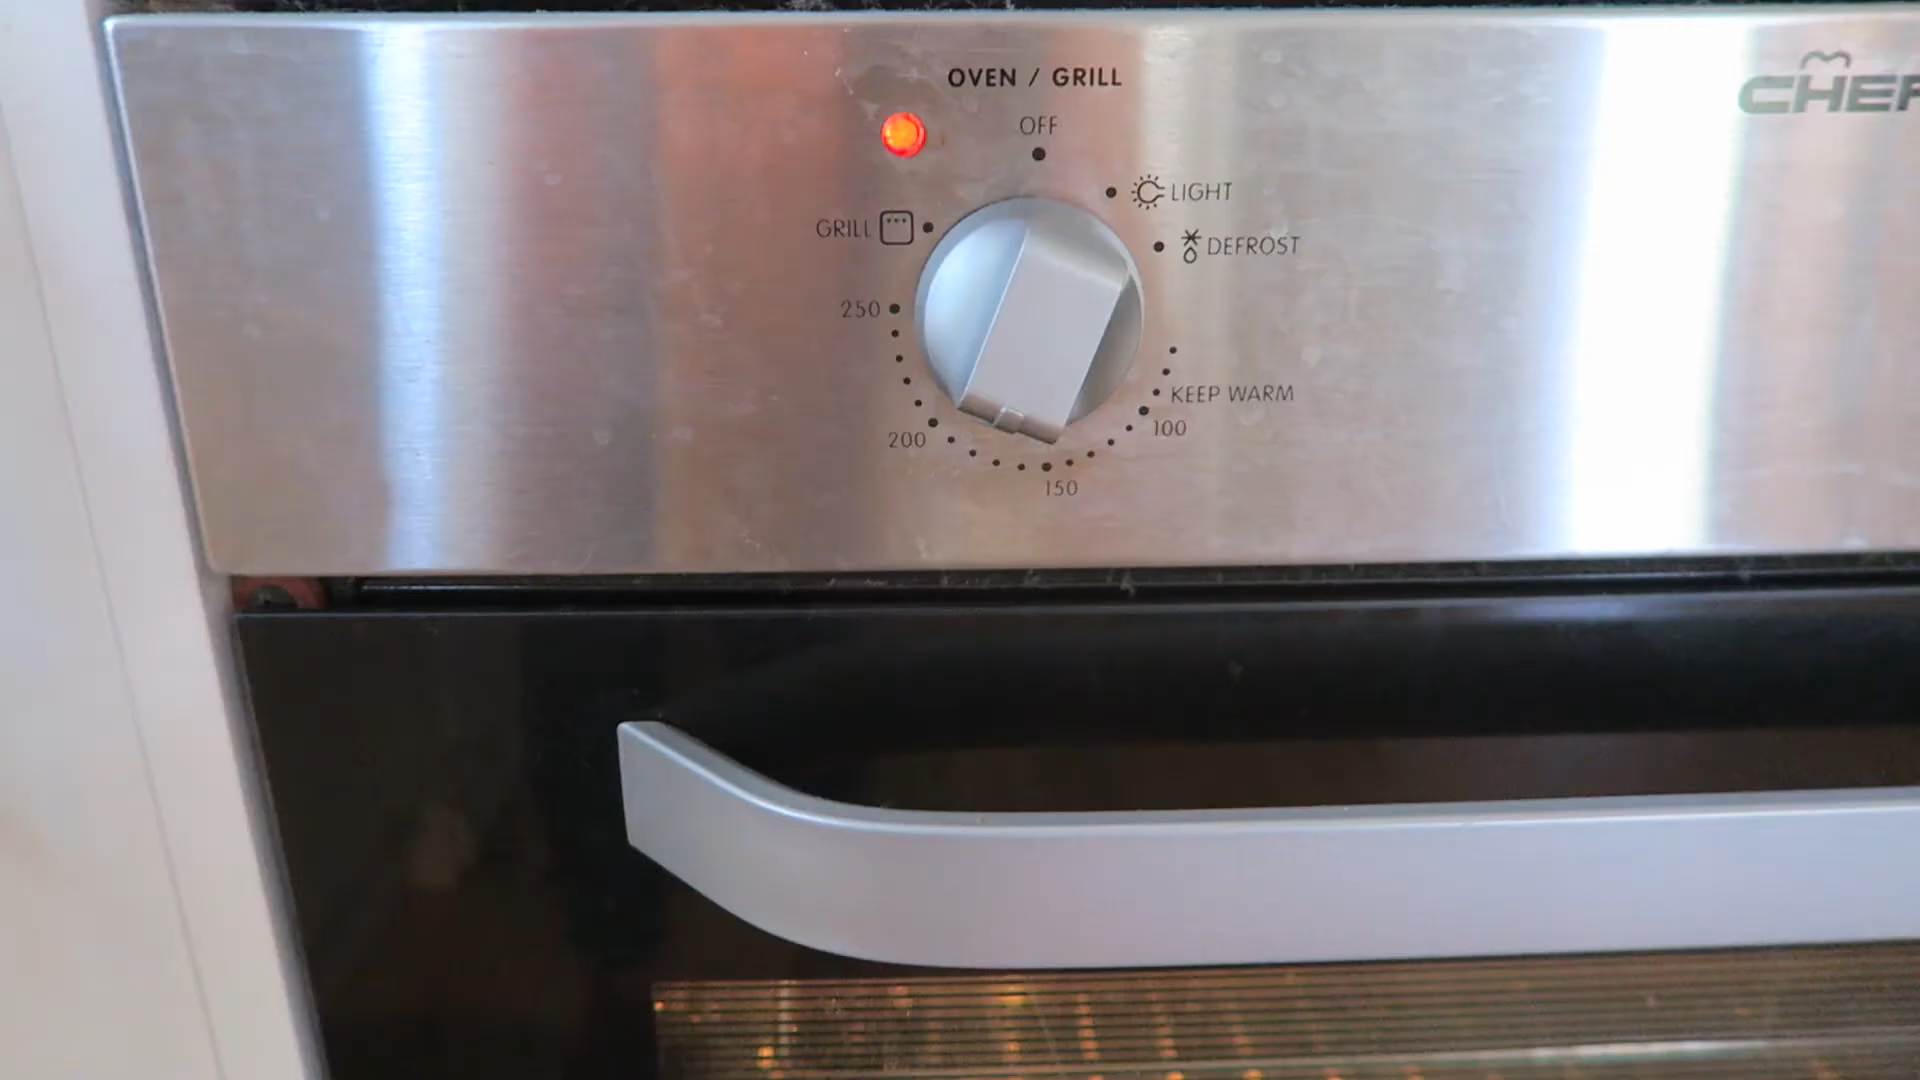 OVEN / GRILL
CHEF
OFF
LIGHT
GRILL
DEFROST
250
KEEP WARM
100
200
150